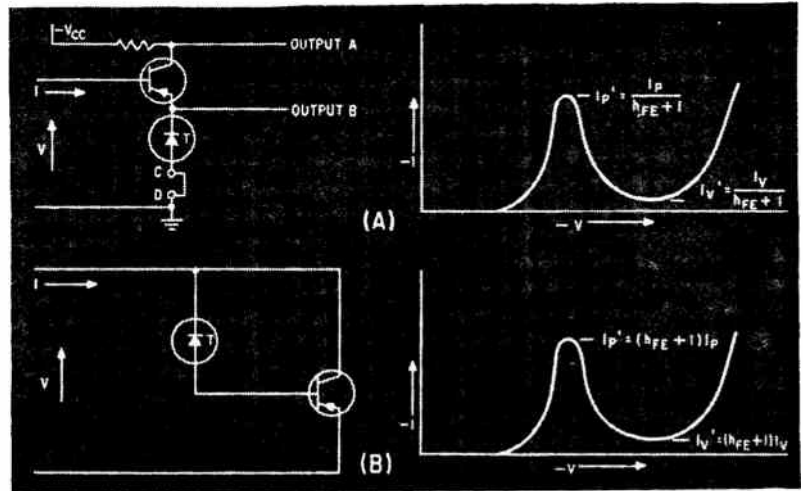 -VCC
OUTPUT A
I
OUTPUT B
V
T
C
D
(A)
-I
IP' = IP / hFE + 1
IV' = IV / hFE + 1
-V
I
V
T
(B)
-I
IP' = (hFE + 1) IP
IV' = (hFE + 1) IV
-V